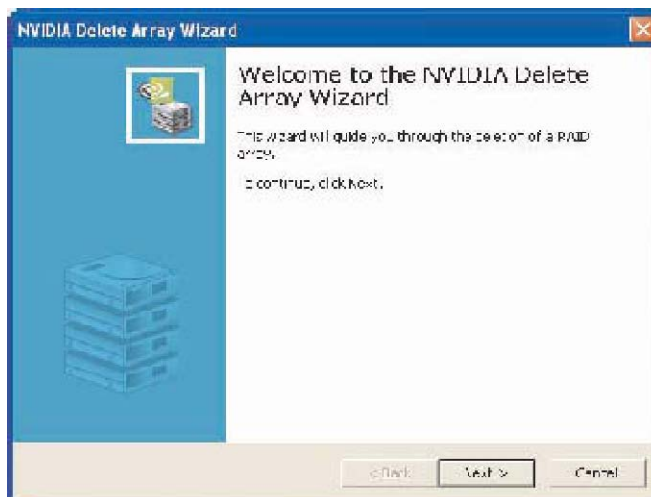 NVIDIA Delete Array Wizard
Welcome to the NVIDIA Delete
Array Wizard
This wizard will guide you through the deletion of a RAID
array.
To continue, click Next.
< Back
Next >
Cancel